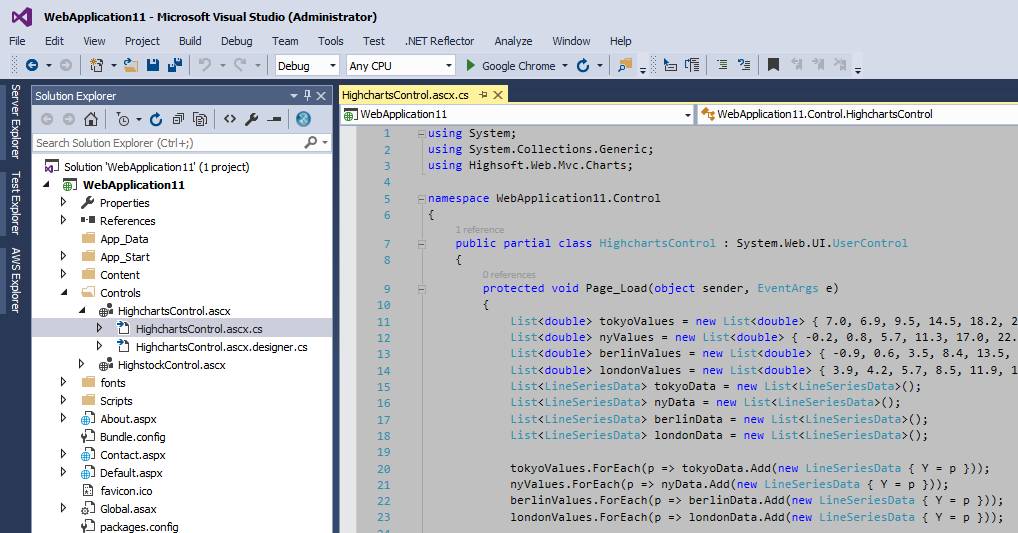 WebApplication11 - Microsoft Visual Studio (Administrator)
File Edit View Project Build Debug Team Tools Test .NET Reflector Analyze Window Help
Debug Any CPU Google Chrome
Server Explorer
Test Explorer
AWS Explorer
Solution Explorer
Search Solution Explorer (Ctrl+;)
Solution 'WebApplication11' (1 project)
WebApplication11
Properties
References
App_Data
App_Start
Content
Controls
HighchartsControl.ascx
HighchartsControl.ascx.cs
HighchartsControl.ascx.designer.cs
HighstockControl.ascx
fonts
Scripts
About.aspx
Bundle.config
Contact.aspx
Default.aspx
favicon.ico
Global.asax
packages.config
HighchartsControl.ascx.cs
WebApplication11 WebApplication11.Control.HighchartsControl
1 using System;
2 using System.Collections.Generic;
3 using Highsoft.Web.Mvc.Charts;
4
5 namespace WebApplication11.Control
6 {
1 reference
7 public partial class HighchartsControl : System.Web.UI.UserControl
8 {
0 references
9 protected void Page_Load(object sender, EventArgs e)
10 {
11 List<double> tokyoValues = new List<double> { 7.0, 6.9, 9.5, 14.5, 18.2, 2
12 List<double> nyValues = new List<double> { -0.2, 0.8, 5.7, 11.3, 17.0, 22.
13 List<double> berlinValues = new List<double> { -0.9, 0.6, 3.5, 8.4, 13.5,
14 List<double> londonValues = new List<double> { 3.9, 4.2, 5.7, 8.5, 11.9, 1
15 List<LineSeriesData> tokyoData = new List<LineSeriesData>();
16 List<LineSeriesData> nyData = new List<LineSeriesData>();
17 List<LineSeriesData> berlinData = new List<LineSeriesData>();
18 List<LineSeriesData> londonData = new List<LineSeriesData>();
19
20 tokyoValues.ForEach(p => tokyoData.Add(new LineSeriesData { Y = p }));
21 nyValues.ForEach(p => nyData.Add(new LineSeriesData { Y = p }));
22 berlinValues.ForEach(p => berlinData.Add(new LineSeriesData { Y = p }));
23 londonValues.ForEach(p => londonData.Add(new LineSeriesData { Y = p }));